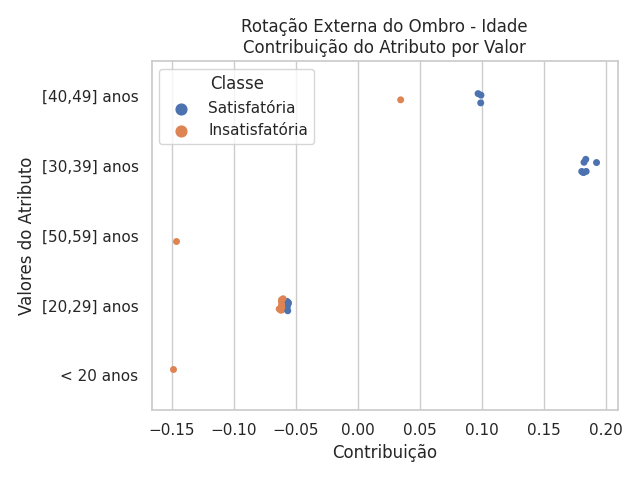 Rotação Externa do Ombro - Idade
Contribuição do Atributo por Valor
Classe
Satisfatória
Insatisfatória
Valores do Atributo
[40,49] anos
[30,39] anos
[50,59] anos
[20,29] anos
< 20 anos
−0.15 −0.10 −0.05 0.00 0.05 0.10 0.15 0.20
Contribuição